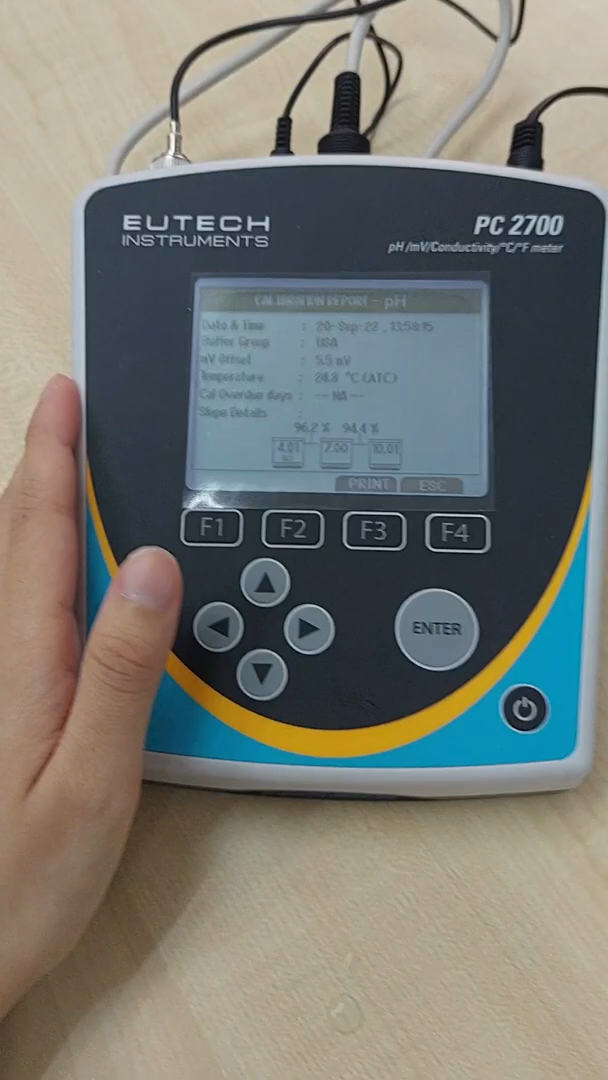 EUTECH
INSTRUMENTS
PC 2700
pH/mV/Conductivity/°C/°F meter
CALIBRATION REPORT - pH
Date & Time : 20-Sep-22, 13:58:15
Buffer Group : USA
mV Offset : 5.5 mV
Temperature : 24.8 °C (ATC)
Cal Overdue days : -- NA --
Slope Details :
96.2 % 94.4 %
4.01 7.00 10.01
PRINT ESC
F1 F2 F3 F4
ENTER